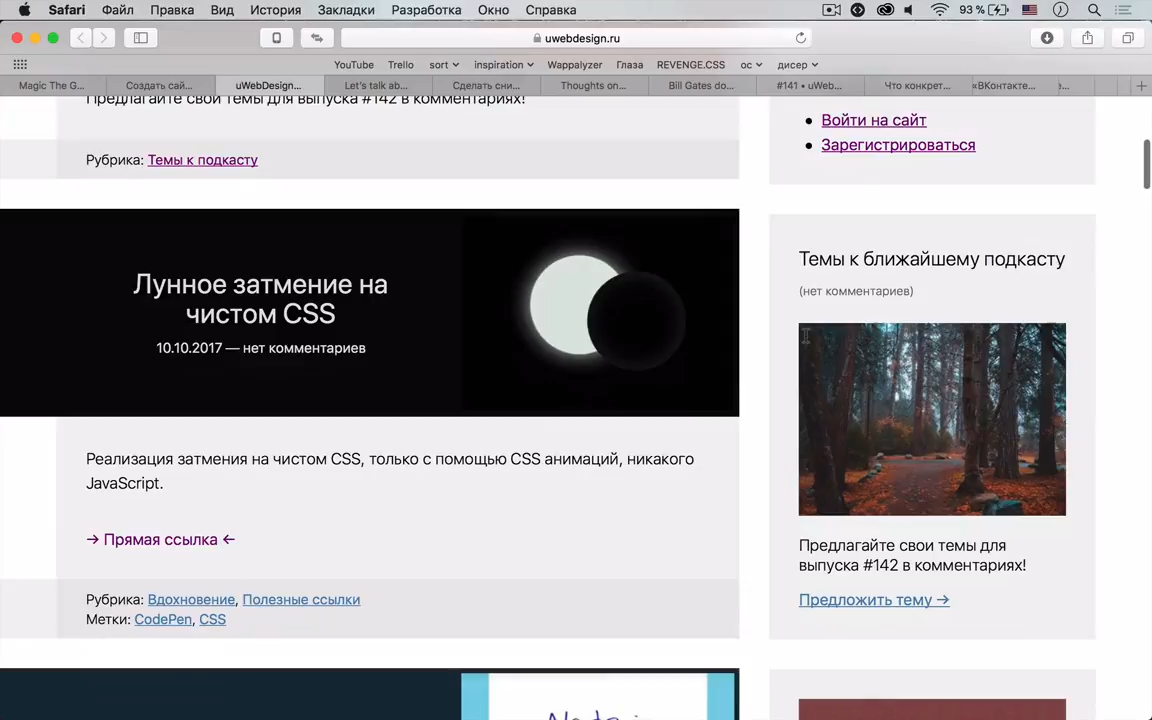 Safari Файл Правка Вид История Закладки Разработка Окно Справка 93 %
uwebdesign.ru
YouTube Trello sort inspiration Wappalyzer Глаза REVENGE.CSS ос дисер
Magic The G... Создать сай... uWebDesign... Let's talk ab... Сделать сни... Thoughts on... Bill Gates do... #141 • uWeb... Что конкрет... «ВКонтакте...
Предлагайте свои темы для выпуска #142 в комментариях!
Рубрика: Темы к подкасту
Лунное затмение на
чистом CSS
10.10.2017 — нет комментариев
Реализация затмения на чистом CSS, только с помощью CSS анимаций, никакого
JavaScript.
→ Прямая ссылка ←
Рубрика: Вдохновение, Полезные ссылки
Метки: CodePen, CSS
Войти на сайт
Зарегистрироваться
Темы к ближайшему подкасту
(нет комментариев)
Предлагайте свои темы для
выпуска #142 в комментариях!
Предложить тему →